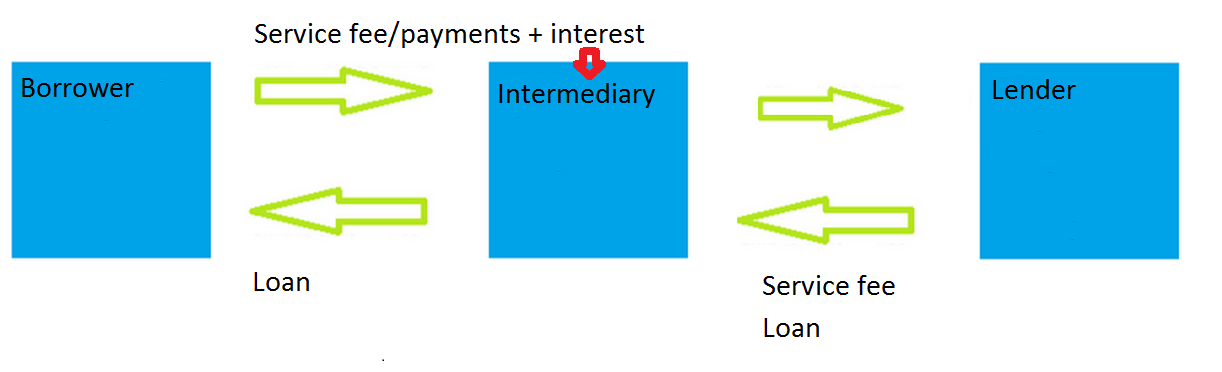 Service fee/payments + interest
Borrower
Intermediary
Lender
Loan
Service fee
Loan